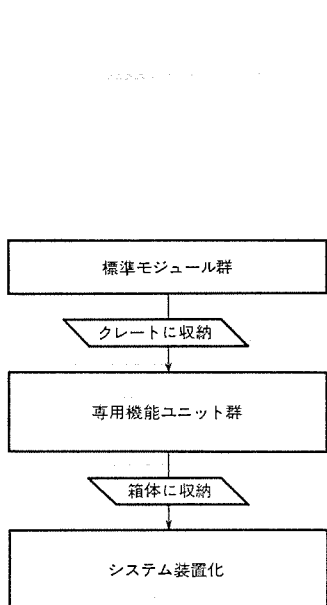 標準モジュール群
クレートに収納
専用機能ユニット群
箱体に収納
システム装置化